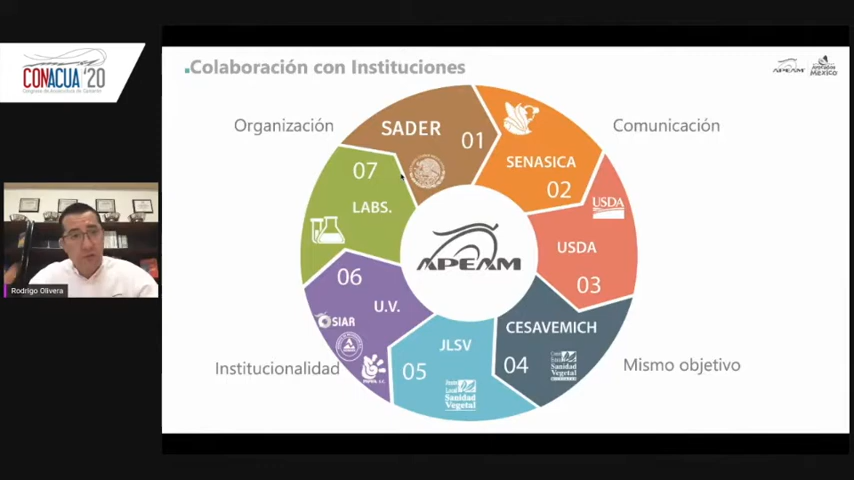 CONACUA '20
Colaboración con Instituciones
APEAM
México
Organización
Comunicación
SADER
01
SENASICA
02
USDA
USDA
03
CESAVEMICH
04
Sanidad
Vegetal
JLSV
05
Sanidad
Vegetal
U.V.
06
SIAR
LABS.
07
APEAM
Institucionalidad
Mismo objetivo
Rodrigo Olivera